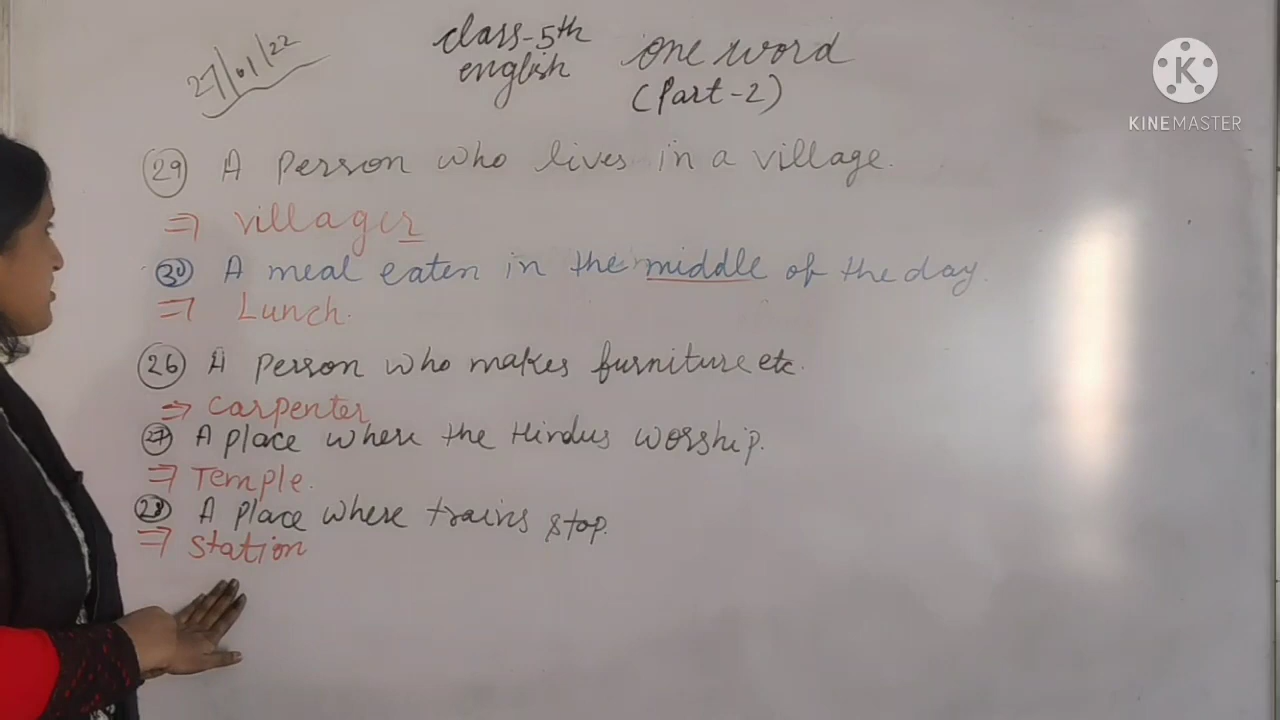 27/01/22
class-5th
english
one word
(Part-2)
29 A Person who lives in a village.
⇒ villager
30 A meal eaten in the middle of the day.
⇒ Lunch.
26 A Person who makes furniture etc.
⇒ Carpenter
27 A place where the Hindus worship.
⇒ Temple.
28 A place where trains stop.
⇒ Station
K
KINEMASTER